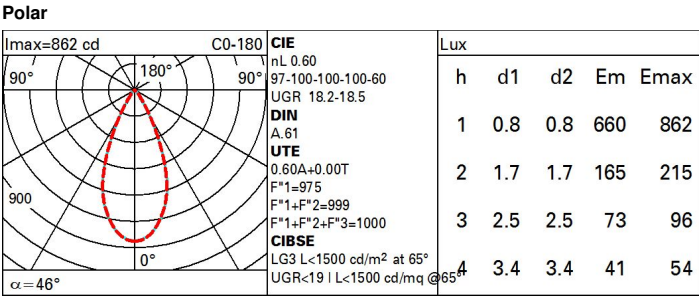 Polar
Imax=862 cd C0-180
90° 180° 90°
900
0°
α=46°
CIE
nL 0.60
97-100-100-100-60
UGR 18.2-18.5
DIN
A.61
UTE
0.60A+0.00T
F"1=975
F"1+F"2=999
F"1+F"2+F"3=1000
CIBSE
LG3 L<1500 cd/m² at 65°
UGR<19 | L<1500 cd/mq @65°
Lux
h d1 d2 Em Emax
1 0.8 0.8 660 862
2 1.7 1.7 165 215
3 2.5 2.5 73 96
4 3.4 3.4 41 54